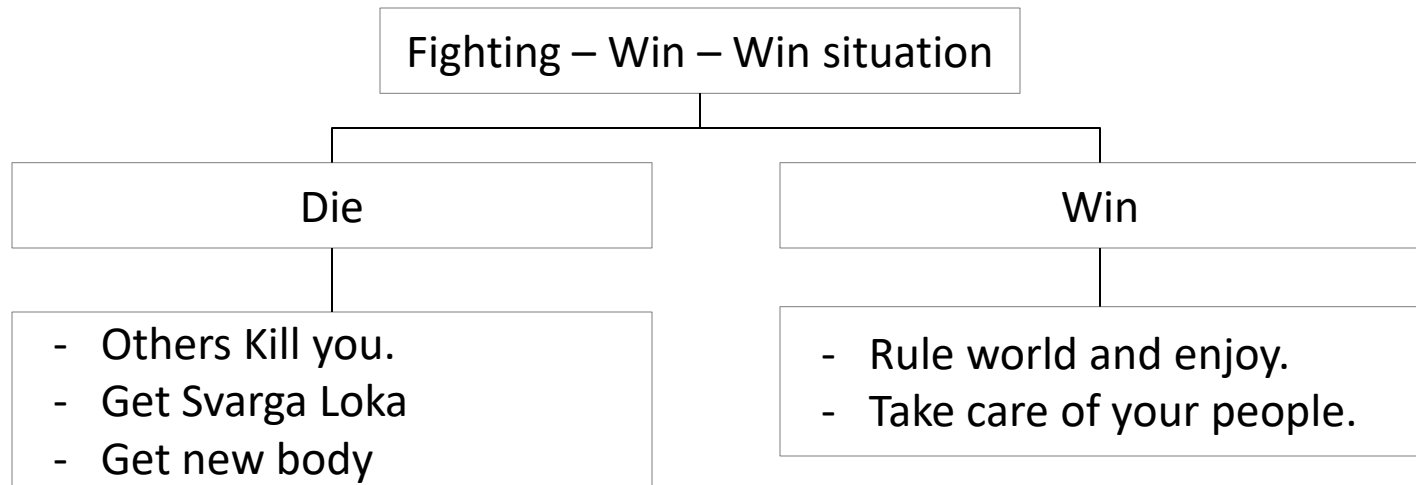 Fighting – Win – Win situation
Die
Win
- Others Kill you.
- Get Svarga Loka
- Get new body
- Rule world and enjoy.
- Take care of your people.